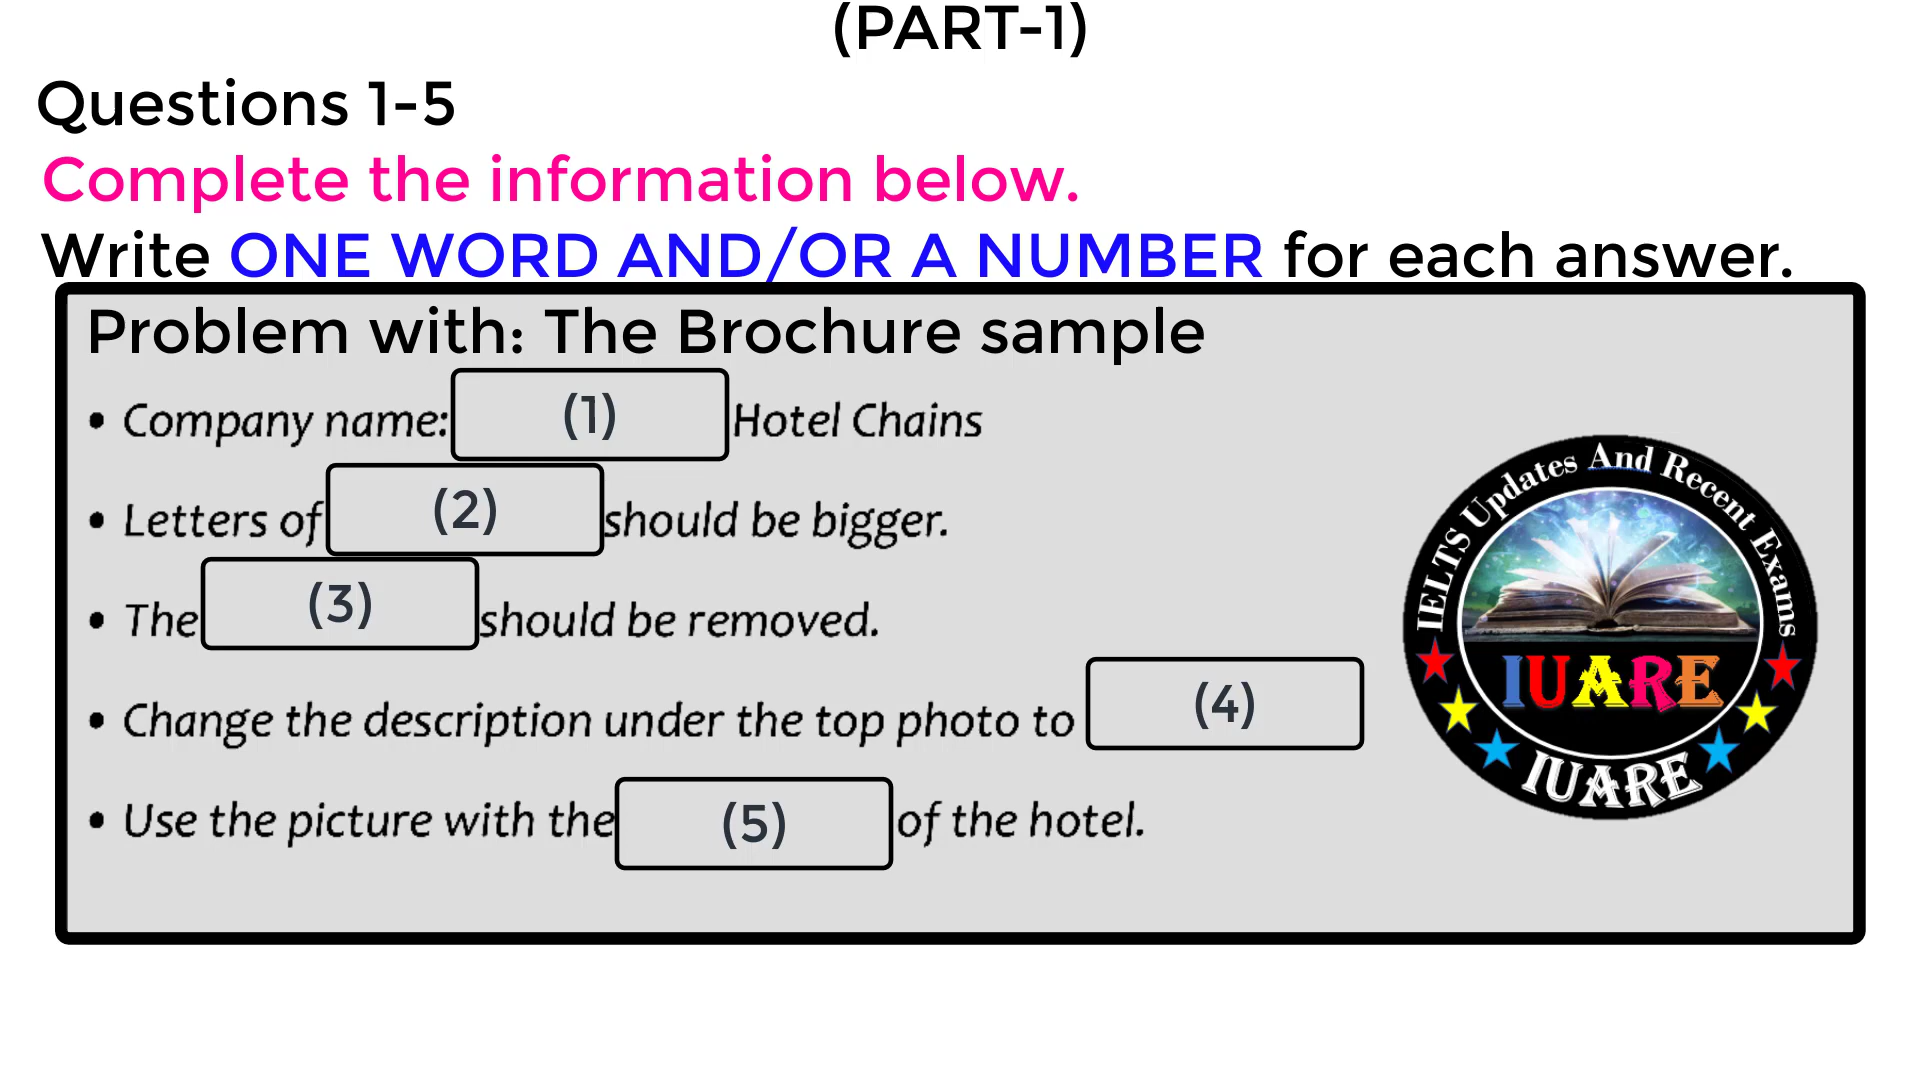 (PART-1)
Questions 1-5
Complete the information below.
Write ONE WORD AND/OR A NUMBER for each answer.
Problem with: The Brochure sample
• Company name: (1) Hotel Chains
• Letters of (2) should be bigger.
• The (3) should be removed.
• Change the description under the top photo to (4)
• Use the picture with the (5) of the hotel.
IELTS Updates And Recent Exams
IUARE
IUARE